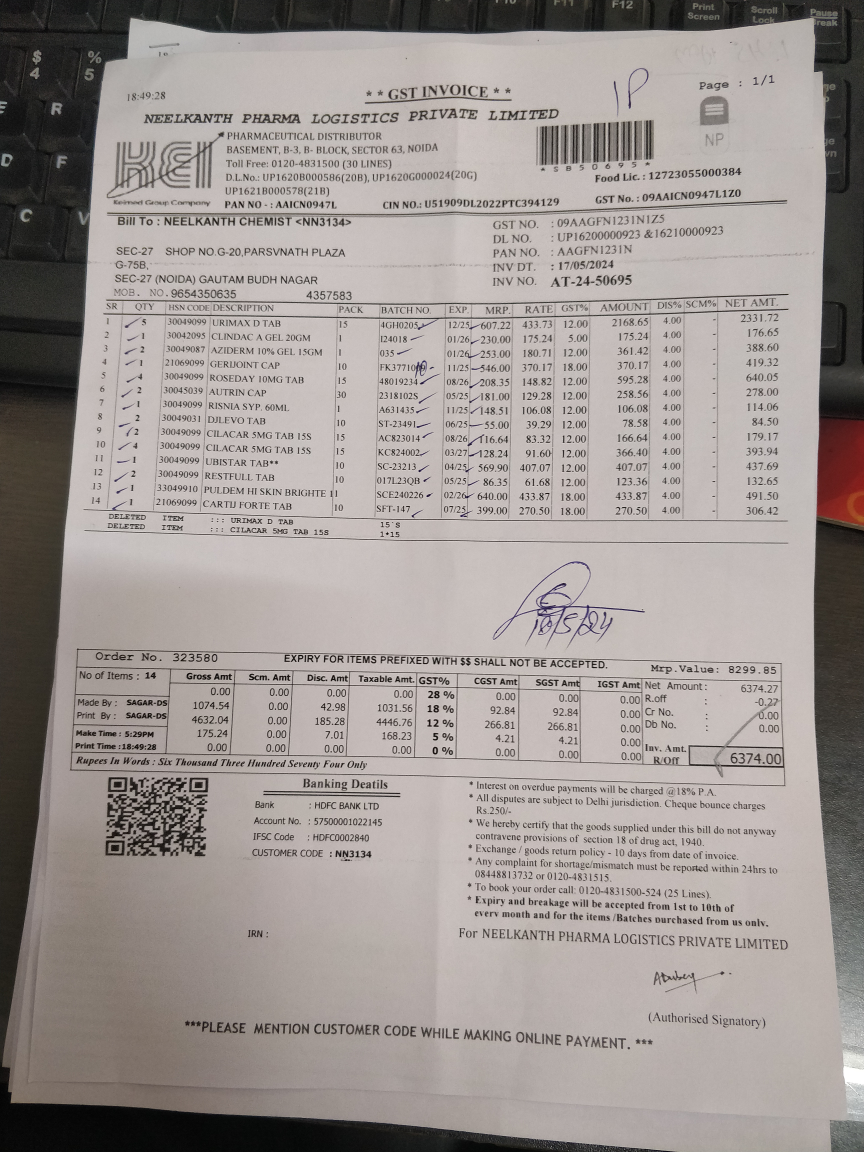 18:49:28
* * GST INVOICE * *
1P
Page : 1/1
NEELKANTH PHARMA LOGISTICS PRIVATE LIMITED
NP
KEI
Keimed Group Company
PHARMACEUTICAL DISTRIBUTOR
BASEMENT, B-3, B- BLOCK, SECTOR 63, NOIDA
Toll Free: 0120-4831500 (30 LINES)
D.L.No.: UP1620B000586(20B), UP1620G000024(20G)
UP1621B000578(21B)
PAN NO - : AAICN0947L
CIN NO.: U51909DL2022PTC394129
*5B50695*
Food Lic. : 12723055000384
GST No. : 09AAICN0947L1Z0
Bill To : NEELKANTH CHEMIST <NN3134>
SEC-27 SHOP NO.G-20,PARSVNATH PLAZA
G-75B,
SEC-27 (NOIDA) GAUTAM BUDH NAGAR
MOB. NO. 9654350635 4357583
GST NO. : 09AAGFN1231N1Z5
DL NO. : UP16200000923 &16210000923
PAN NO. : AAGFN1231N
INV DT. : 17/05/2024
INV NO. AT-24-50695
SR QTY HSN CODE DESCRIPTION PACK BATCH NO. EXP. MRP. RATE GST% AMOUNT DIS% SCM% NET AMT.
1 5 30049099 URIMAX D TAB 15 4GH0205 12/25 607.22 433.73 12.00 2168.65 4.00 - 2331.72
2 1 30042095 CLINDAC A GEL 20GM 1 I24018 01/26 230.00 175.24 5.00 175.24 4.00 - 176.65
3 2 30049087 AZIDERM 10% GEL 15GM 1 035 01/26 253.00 180.71 12.00 361.42 4.00 - 388.60
4 1 21069099 GERIJOINT CAP 10 FK37710 11/25 546.00 370.17 18.00 370.17 4.00 - 419.32
5 4 30049099 ROSEDAY 10MG TAB 15 48019234 08/26 208.35 148.82 12.00 595.28 4.00 - 640.05
6 2 30045039 AUTRIN CAP 30 2318102S 05/25 181.00 129.28 12.00 258.56 4.00 - 278.00
7 1 30049099 RISNIA SYP. 60ML 1 A631435 11/25 148.51 106.08 12.00 106.08 4.00 - 114.06
8 2 30049031 DILEVO TAB 10 ST-23491 06/25 55.00 39.29 12.00 78.58 4.00 - 84.50
9 2 30049099 CILACAR 5MG TAB 15S 15 AC823014 08/26 116.64 83.32 12.00 166.64 4.00 - 179.17
10 4 30049099 CILACAR 5MG TAB 15S 15 KC824002 03/27 128.24 91.60 12.00 366.40 4.00 - 393.94
11 1 30049099 UBISTAR TAB** 10 SC-23213 04/25 569.90 407.07 12.00 407.07 4.00 - 437.69
12 2 30049099 RESTFULL TAB 10 017L23QB 05/25 86.35 61.68 12.00 123.36 4.00 - 132.65
13 1 33049910 PULDEM HI SKIN BRIGHTE 1 1 SCE240226 02/26 640.00 433.87 18.00 433.87 4.00 - 491.50
14 1 21069099 CARTIJ FORTE TAB 10 SFT-147 07/25 399.00 270.50 18.00 270.50 4.00 - 306.42
DELETED ITEM ::: URIMAX D TAB 15'S
DELETED ITEM ::: CILACAR 5MG TAB 15S 1*15
18/5/24
Order No. 323580 EXPIRY FOR ITEMS PREFIXED WITH $$ SHALL NOT BE ACCEPTED. Mrp.Value: 8299.85
No of Items : 14
Made By : SAGAR-DS
Print By : SAGAR-DS
Make Time : 5:29PM
Print Time :18:49:28
Gross Amt Scm. Amt Disc. Amt Taxable Amt. GST% CGST Amt SGST Amt IGST Amt
0.00 0.00 0.00 0.00 28 % 0.00 0.00 0.00
1074.54 0.00 42.98 1031.56 18 % 92.84 92.84 0.00
4632.04 0.00 185.28 4446.76 12 % 266.81 266.81 0.00
175.24 0.00 7.01 168.23 5 % 4.21 4.21 0.00
0.00 0.00 0.00 0.00 0 % 0.00 0.00 0.00
Net Amount : 6374.27
R.off : -0.27
Cr No. : 0.00
Db No. : 0.00
Inv. Amt. R/Off 6374.00
Rupees In Words : Six Thousand Three Hundred Seventy Four Only
Banking Deatils
Bank : HDFC BANK LTD
Account No. : 57500001022145
IFSC Code : HDFC0002840
CUSTOMER CODE : NN3134
IRN :
* Interest on overdue payments will be charged @18% P.A.
* All disputes are subject to Delhi jurisdiction. Cheque bounce charges
Rs.250/-
* We hereby certify that the goods supplied under this bill do not anyway
contravene provisions of section 18 of drug act, 1940.
* Exchange / goods return policy - 10 days from date of invoice.
* Any complaint for shortage/mismatch must be reported within 24hrs to
08448813732 or 0120-4831515.
* To book your order call: 0120-4831500-524 (25 Lines).
* Expiry and breakage will be accepted from 1st to 10th of
every month and for the items /Batches purchased from us only.
For NEELKANTH PHARMA LOGISTICS PRIVATE LIMITED
(Authorised Signatory)
***PLEASE MENTION CUSTOMER CODE WHILE MAKING ONLINE PAYMENT. ***